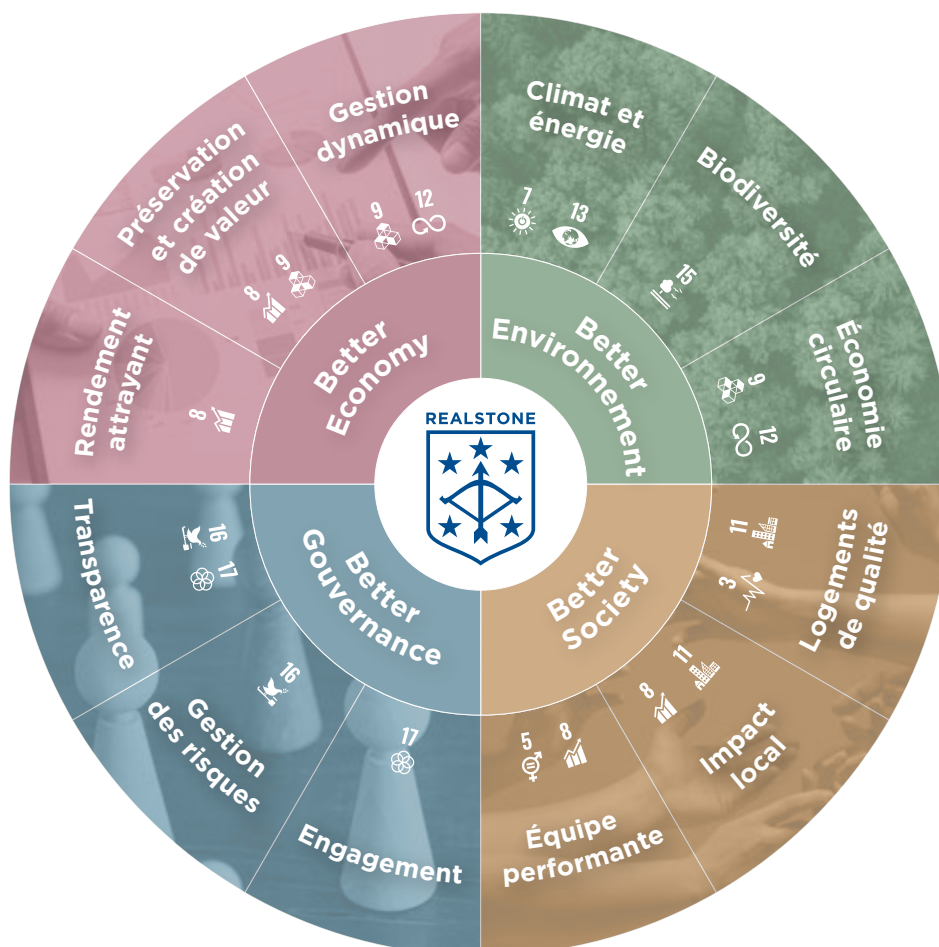 REALSTONE
Better
Environnement
Climat et
énergie
7
13
Biodiversité
15
Économie
circulaire
9
12
Better
Society
Logements
de qualité
11
3
Impact
local
11
8
Équipe
performante
5
8
Better
Gouvernance
Engagement
17
Gestion
des risques
16
Transparence
16
17
Better
Economy
Rendement
attrayant
8
Préservation
et création
de valeur
8
9
Gestion
dynamique
9
12